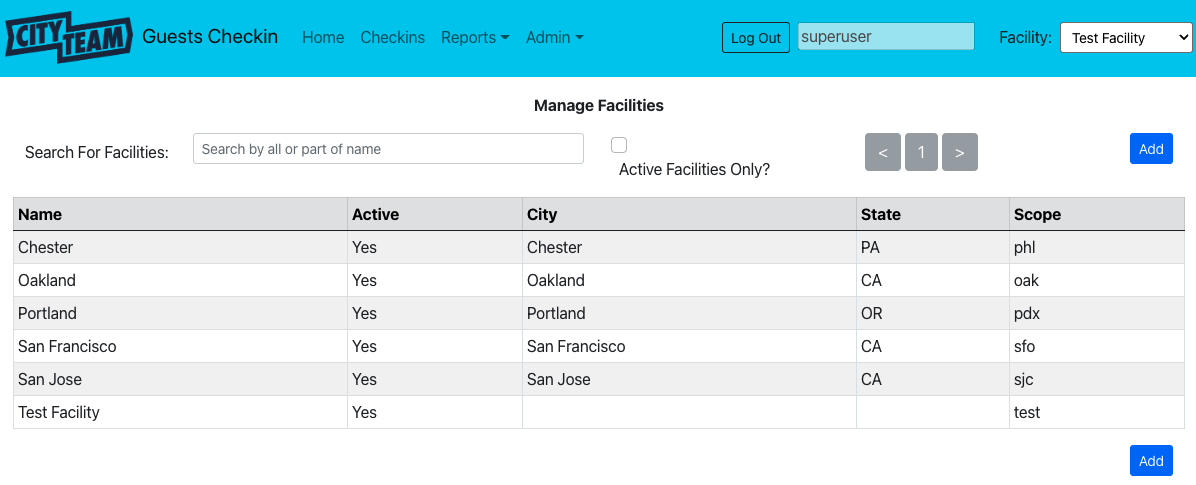 CITY TEAM Guests Checkin Home Checkins Reports Admin Log Out superuser Facility: Test Facility
Manage Facilities
Search For Facilities: Search by all or part of name Active Facilities Only? < 1 > Add
Name Active City State Scope
Chester Yes Chester PA phl
Oakland Yes Oakland CA oak
Portland Yes Portland OR pdx
San Francisco Yes San Francisco CA sfo
San Jose Yes San Jose CA sjc
Test Facility Yes test
Add